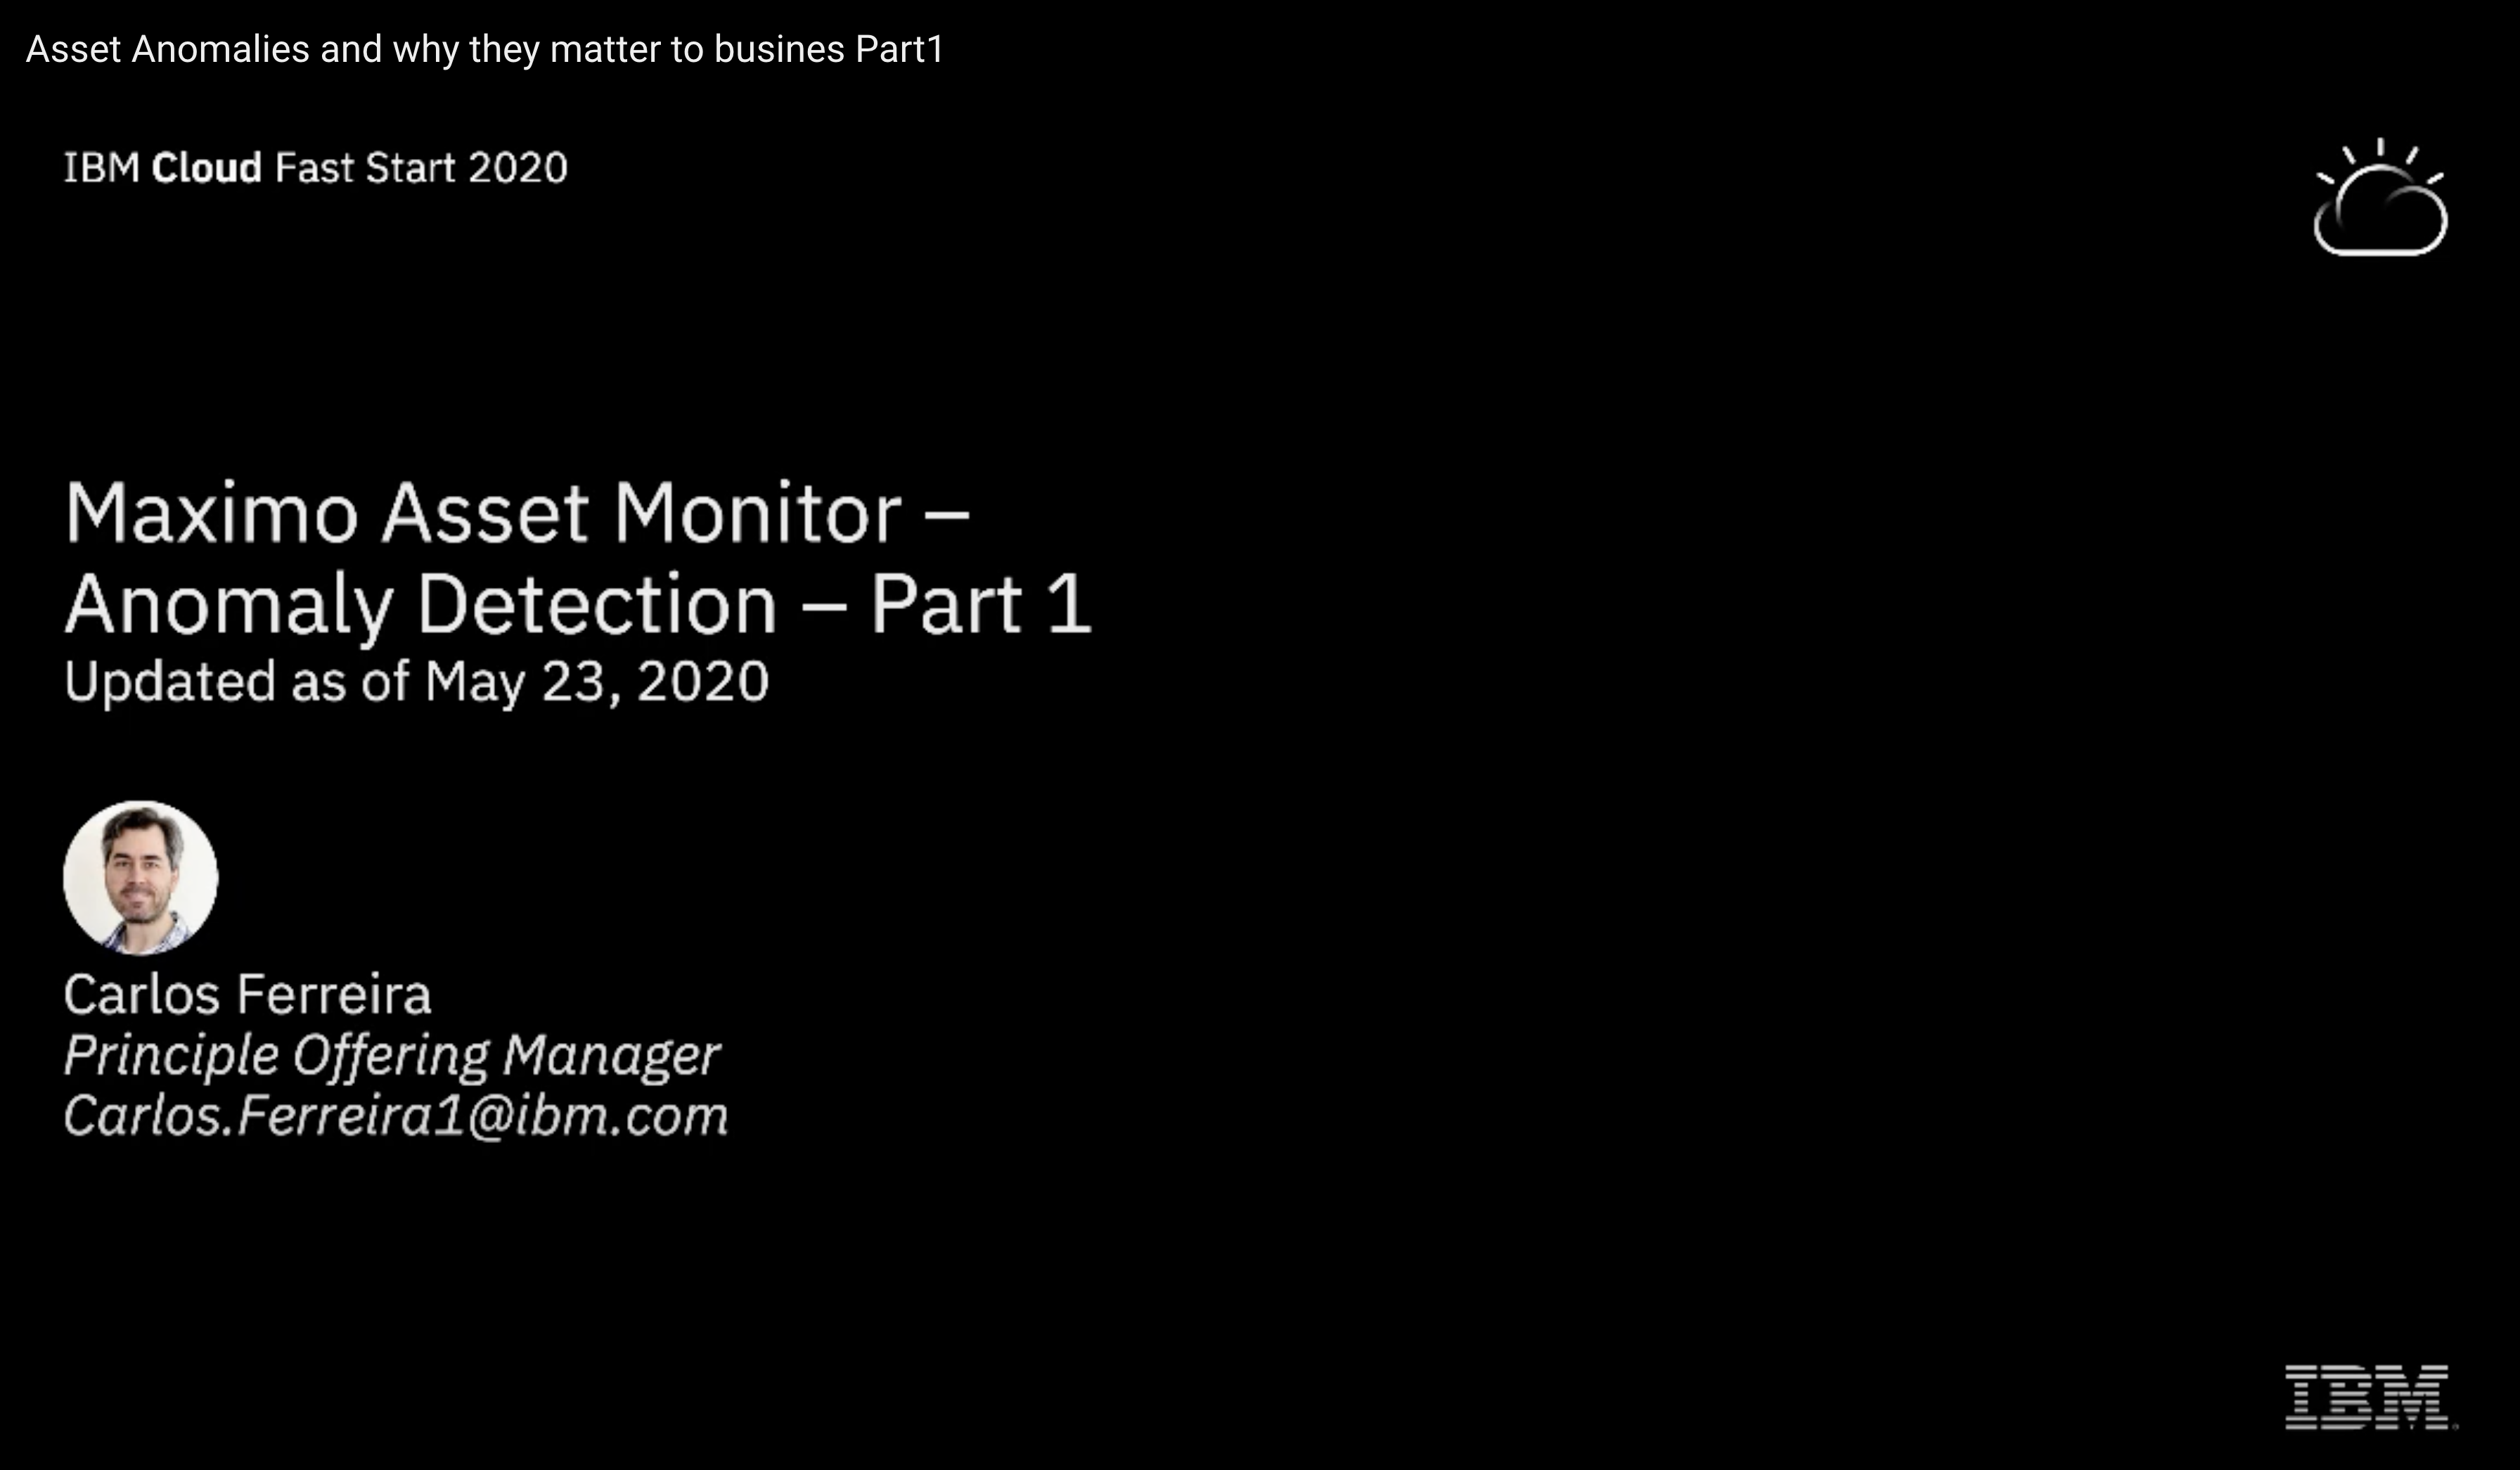 Asset Anomalies and why they matter to busines Part1
IBM Cloud Fast Start 2020
Maximo Asset Monitor –
Anomaly Detection – Part 1
Updated as of May 23, 2020
Carlos Ferreira
Principle Offering Manager
Carlos.Ferreira1@ibm.com
IBM